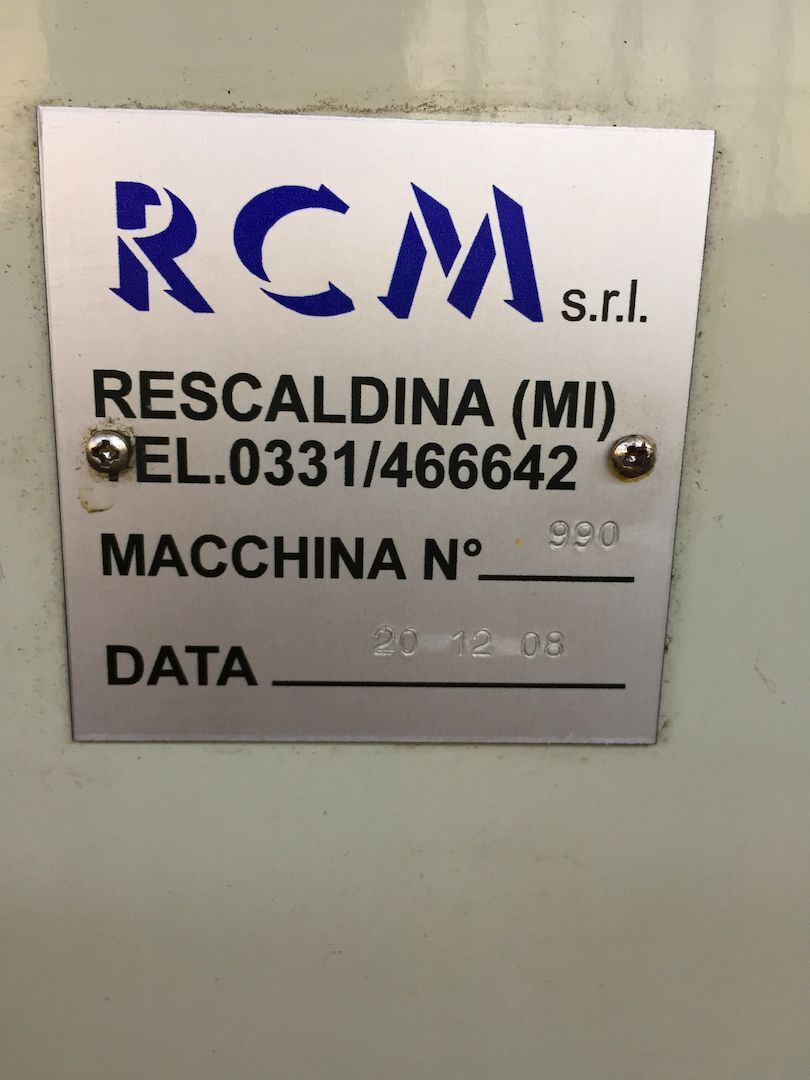 RCM s.r.l.
RESCALDINA (MI)
TEL.0331/466642
MACCHINA N° 990
DATA 20 12 08